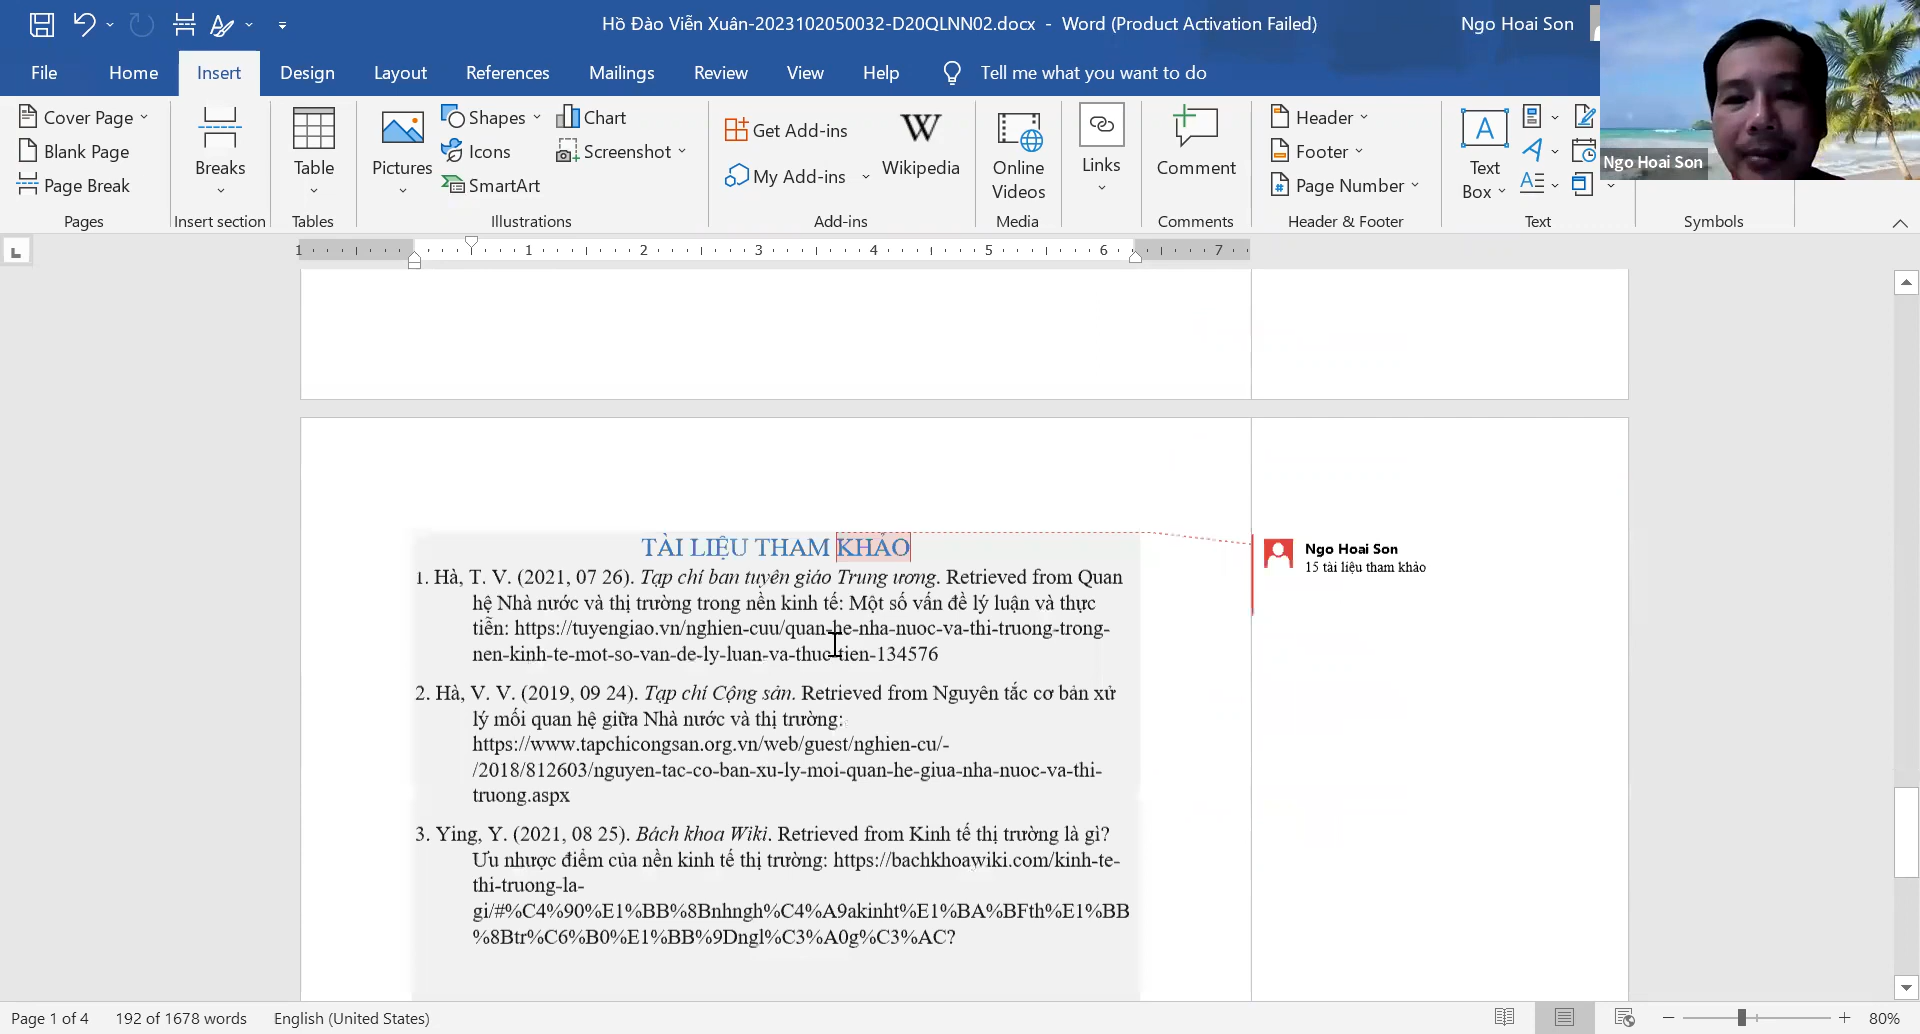 Hồ Đào Viễn Xuân-2023102050032-D20QLNN02.docx - Word (Product Activation Failed)
Ngo Hoai Son
File Home Insert Design Layout References Mailings Review View Help Tell me what you want to do
Cover Page
Blank Page
Page Break
Pages
Breaks
Insert section
Table
Tables
Pictures
Shapes
Icons
SmartArt
Chart
Screenshot
Illustrations
Get Add-ins
My Add-ins
Wikipedia
Add-ins
Online
Videos
Media
Links
Comment
Comments
Header
Footer
Page Number
Header & Footer
Text
Box
Text
Symbols
Ngo Hoai Son
1 1 2 3 4 5 6 7
TÀI LIỆU THAM KHẢO
1. Hà, T. V. (2021, 07 26). Tạp chí ban tuyên giáo Trung ương. Retrieved from Quan
hệ Nhà nước và thị trường trong nền kinh tế: Một số vấn đề lý luận và thực
tiễn: https://tuyengiao.vn/nghien-cuu/quan-he-nha-nuoc-va-thi-truong-trong-
nen-kinh-te-mot-so-van-de-ly-luan-va-thuc-tien-134576
2. Hà, V. V. (2019, 09 24). Tạp chí Cộng sản. Retrieved from Nguyên tắc cơ bản xử
lý mối quan hệ giữa Nhà nước và thị trường:
https://www.tapchicongsan.org.vn/web/guest/nghien-cu/-
/2018/812603/nguyen-tac-co-ban-xu-ly-moi-quan-he-giua-nha-nuoc-va-thi-
truong.aspx
3. Ying, Y. (2021, 08 25). Bách khoa Wiki. Retrieved from Kinh tế thị trường là gì?
Ưu nhược điểm của nền kinh tế thị trường: https://bachkhoawiki.com/kinh-te-
thi-truong-la-
gi/#%C4%90%E1%BB%8Bnhngh%C4%A9akinht%E1%BA%BFth%E1%BB
%8Btr%C6%B0%E1%BB%9Dngl%C3%A0g%C3%AC?
Ngo Hoai Son
15 tài liệu tham khảo
Page 1 of 4 192 of 1678 words English (United States)
80%